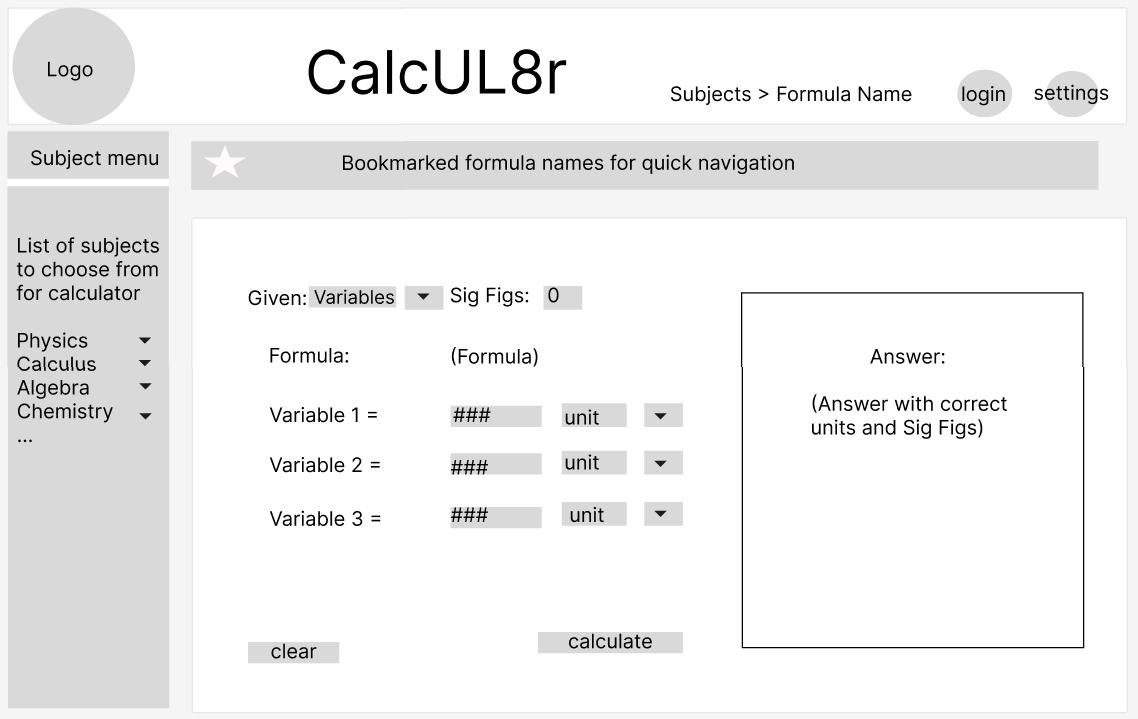 Logo
CalcUL8r
Subjects > Formula Name
login
settings
Subject menu
Bookmarked formula names for quick navigation
List of subjects
to choose from
for calculator
Physics
Calculus
Algebra
Chemistry
...
Given: Variables
Sig Figs: 0
Formula: (Formula)
Variable 1 = ### unit
Variable 2 = ### unit
Variable 3 = ### unit
clear
calculate
Answer:
(Answer with correct
units and Sig Figs)